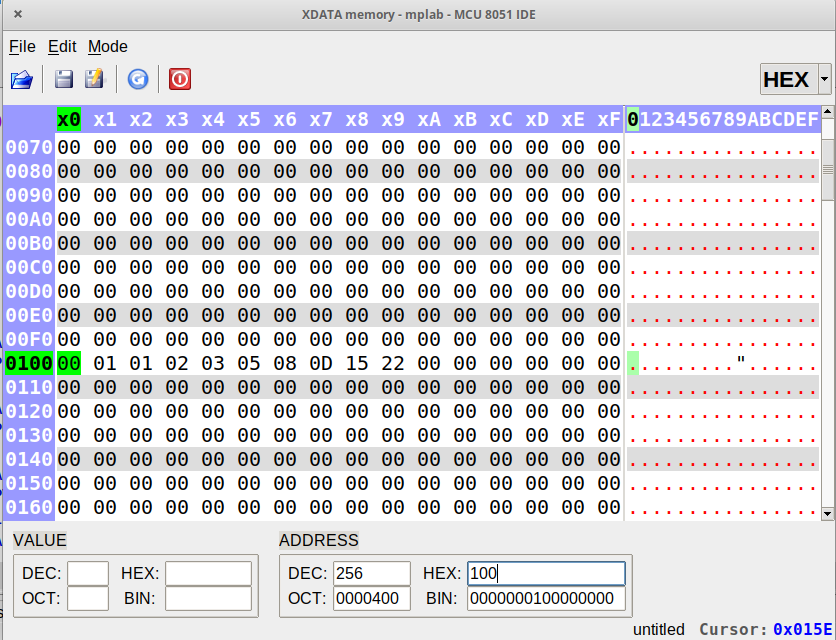 XDATA memory - mplab - MCU 8051 IDE
File Edit Mode
HEX
x0 x1 x2 x3 x4 x5 x6 x7 x8 x9 xA xB xC xD xE xF 0123456789ABCDEF
0070 00 00 00 00 00 00 00 00 00 00 00 00 00 00 00 00 ................
0080 00 00 00 00 00 00 00 00 00 00 00 00 00 00 00 00 ................
0090 00 00 00 00 00 00 00 00 00 00 00 00 00 00 00 00 ................
00A0 00 00 00 00 00 00 00 00 00 00 00 00 00 00 00 00 ................
00B0 00 00 00 00 00 00 00 00 00 00 00 00 00 00 00 00 ................
00C0 00 00 00 00 00 00 00 00 00 00 00 00 00 00 00 00 ................
00D0 00 00 00 00 00 00 00 00 00 00 00 00 00 00 00 00 ................
00E0 00 00 00 00 00 00 00 00 00 00 00 00 00 00 00 00 ................
00F0 00 00 00 00 00 00 00 00 00 00 00 00 00 00 00 00 ................
0100 00 01 01 02 03 05 08 0D 15 22 00 00 00 00 00 00 ........."......
0110 00 00 00 00 00 00 00 00 00 00 00 00 00 00 00 00 ................
0120 00 00 00 00 00 00 00 00 00 00 00 00 00 00 00 00 ................
0130 00 00 00 00 00 00 00 00 00 00 00 00 00 00 00 00 ................
0140 00 00 00 00 00 00 00 00 00 00 00 00 00 00 00 00 ................
0150 00 00 00 00 00 00 00 00 00 00 00 00 00 00 00 00 ................
0160 00 00 00 00 00 00 00 00 00 00 00 00 00 00 00 00 ................
VALUE ADDRESS
DEC: HEX: DEC: 256 HEX: 100
OCT: BIN: OCT: 0000400 BIN: 0000000100000000
untitled Cursor: 0x015E